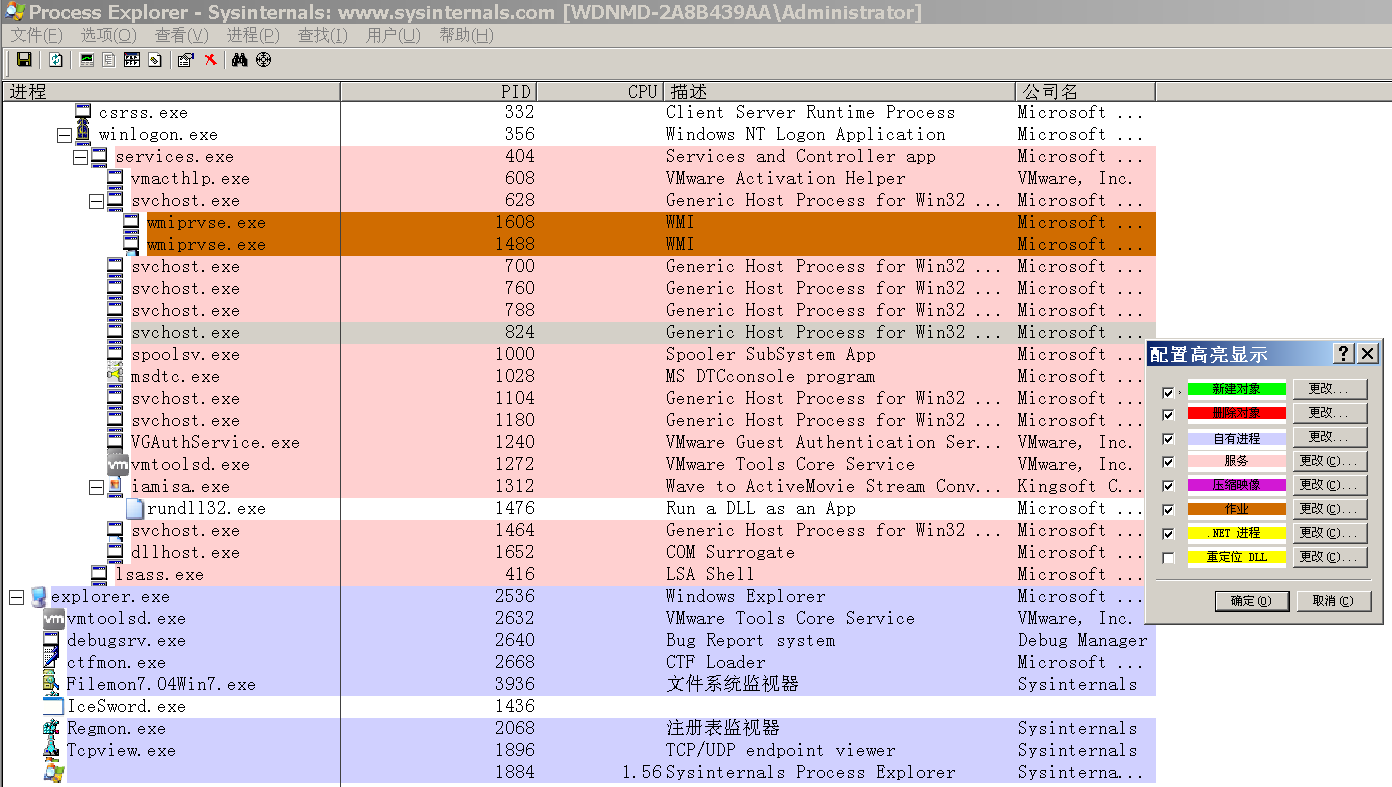 Process Explorer - Sysinternals: www.sysinternals.com [WDNMD-2A8B439AA\Administrator]
文件(F) 选项(O) 查看(V) 进程(P) 查找(I) 用户(U) 帮助(H)
进程 PID CPU 描述 公司名
csrss.exe 332 Client Server Runtime Process Microsoft ...
winlogon.exe 356 Windows NT Logon Application Microsoft ...
services.exe 404 Services and Controller app Microsoft ...
vmacthlp.exe 608 VMware Activation Helper VMware, Inc.
svchost.exe 628 Generic Host Process for Win32 ... Microsoft ...
wmiprvse.exe 1608 WMI Microsoft ...
wmiprvse.exe 1488 WMI Microsoft ...
svchost.exe 700 Generic Host Process for Win32 ... Microsoft ...
svchost.exe 760 Generic Host Process for Win32 ... Microsoft ...
svchost.exe 788 Generic Host Process for Win32 ... Microsoft ...
svchost.exe 824 Generic Host Process for Win32 ... Microsoft ...
spoolsv.exe 1000 Spooler SubSystem App Microsoft ...
msdtc.exe 1028 MS DTCconsole program Microsoft ...
svchost.exe 1104 Generic Host Process for Win32 ... Microsoft ...
svchost.exe 1180 Generic Host Process for Win32 ... Microsoft ...
VGAuthService.exe 1240 VMware Guest Authentication Ser... VMware, Inc.
vm vmtoolsd.exe 1272 VMware Tools Core Service VMware, Inc.
iamisa.exe 1312 Wave to ActiveMovie Stream Conv... Kingsoft C...
rundll32.exe 1476 Run a DLL as an App Microsoft ...
svchost.exe 1464 Generic Host Process for Win32 ... Microsoft ...
dllhost.exe 1652 COM Surrogate Microsoft ...
lsass.exe 416 LSA Shell Microsoft ...
explorer.exe 2536 Windows Explorer Microsoft ...
vm vmtoolsd.exe 2632 VMware Tools Core Service VMware, Inc.
debugsrv.exe 2640 Bug Report system Debug Manager
ctfmon.exe 2668 CTF Loader Microsoft ...
Filemon7.04Win7.exe 3936 文件系统监视器 Sysinternals
IceSword.exe 1436
Regmon.exe 2068 注册表监视器 Sysinternals
Tcpview.exe 1896 TCP/UDP endpoint viewer Sysinternals
1884 1.56 Sysinternals Process Explorer Sysinterna...
配置高亮显示
新建对象 更改...
删除对象 更改...
自有进程 更改...
服务 更改(C)...
压缩映像 更改(C)...
作业 更改(C)...
.NET 进程 更改(C)...
重定位 DLL 更改(C)...
确定(O) 取消(C)